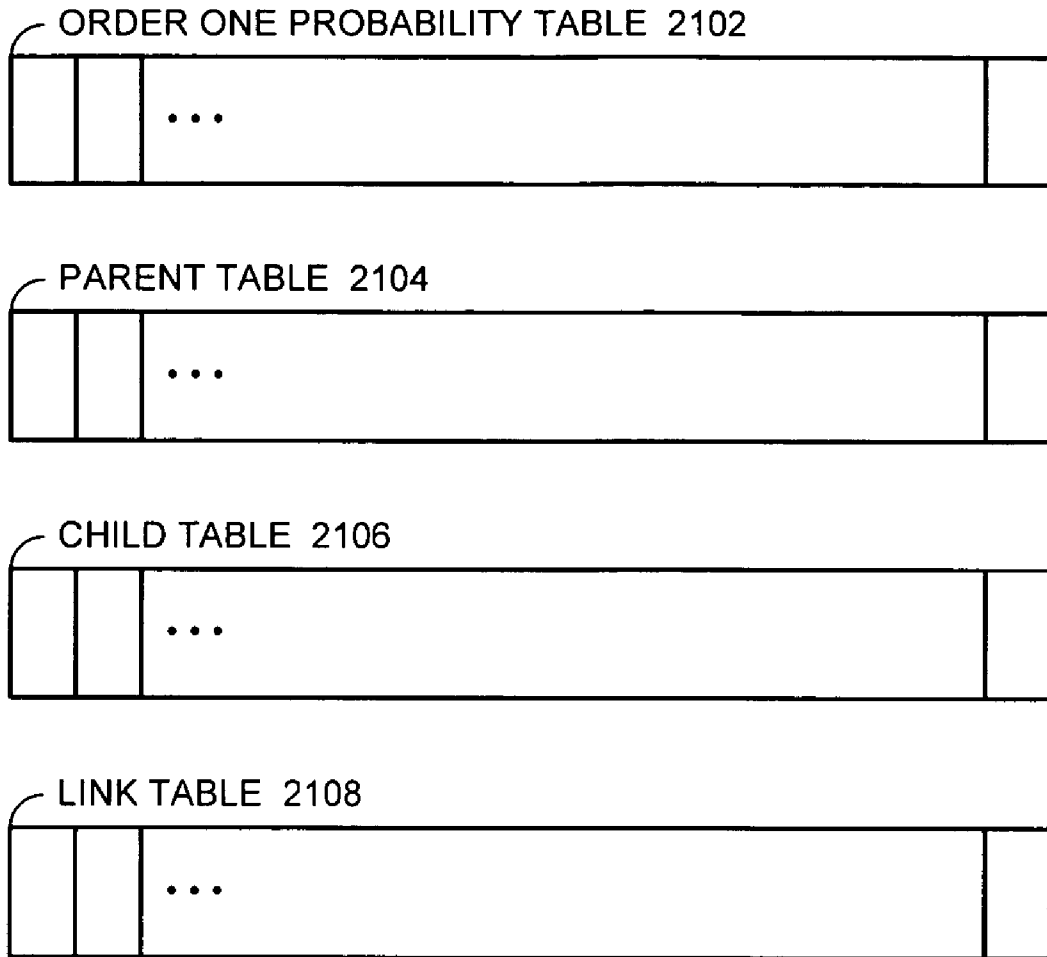 ORDER ONE PROBABILITY TABLE 2102
...
PARENT TABLE 2104
...
CHILD TABLE 2106
...
LINK TABLE 2108
...